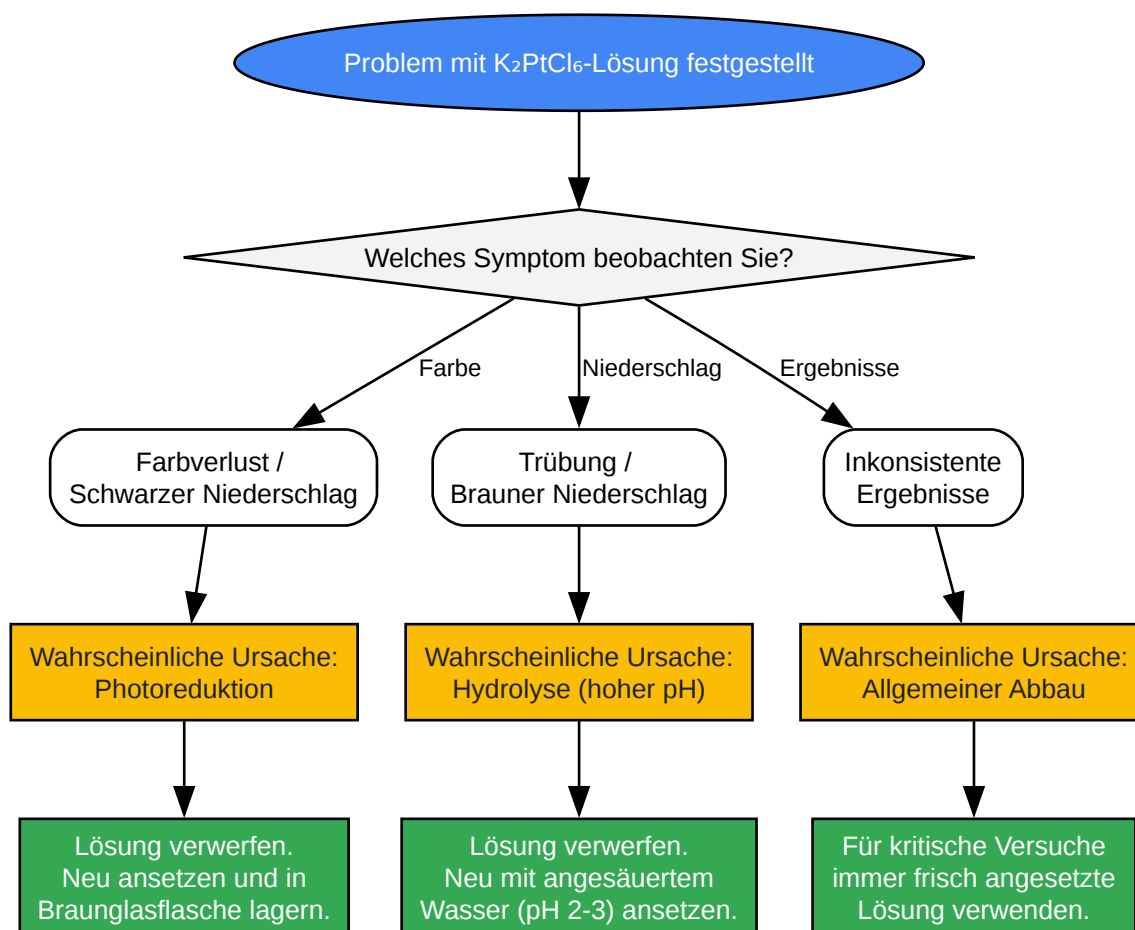 Problem mit K₂PtCl₆-Lösung festgestellt
Welches Symptom beobachten Sie?
Farbe
Niederschlag
Ergebnisse
Farbverlust /
Schwarzer Niederschlag
Trübung /
Brauner Niederschlag
Inkonsistente
Ergebnisse
Wahrscheinliche Ursache:
Photoreduktion
Wahrscheinliche Ursache:
Hydrolyse (hoher pH)
Wahrscheinliche Ursache:
Allgemeiner Abbau
Lösung verwerfen.
Neu ansetzen und in
Braunglasflasche lagern.
Lösung verwerfen.
Neu mit angesäuertem
Wasser (pH 2-3) ansetzen.
Für kritische Versuche
immer frisch angesetzte
Lösung verwenden.